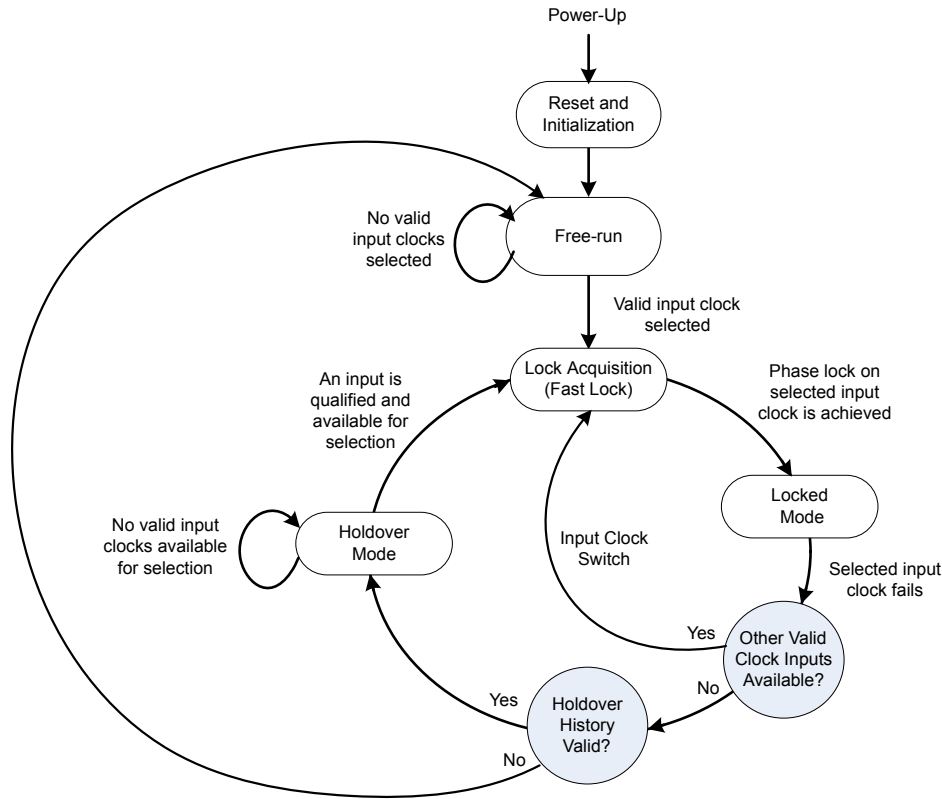 Power-Up
Reset and
Initialization
No valid
input clocks
selected
Free-run
Valid input clock
selected
An input is
qualified and
available for
selection
Lock Acquisition
(Fast Lock)
Phase lock on
selected input
clock is achieved
Locked
Mode
No valid input
clocks available
for selection
Holdover
Mode
Input Clock
Switch
Selected input
clock fails
Yes
Other Valid
Clock Inputs
Available?
No
Yes
Holdover
History
Valid?
No